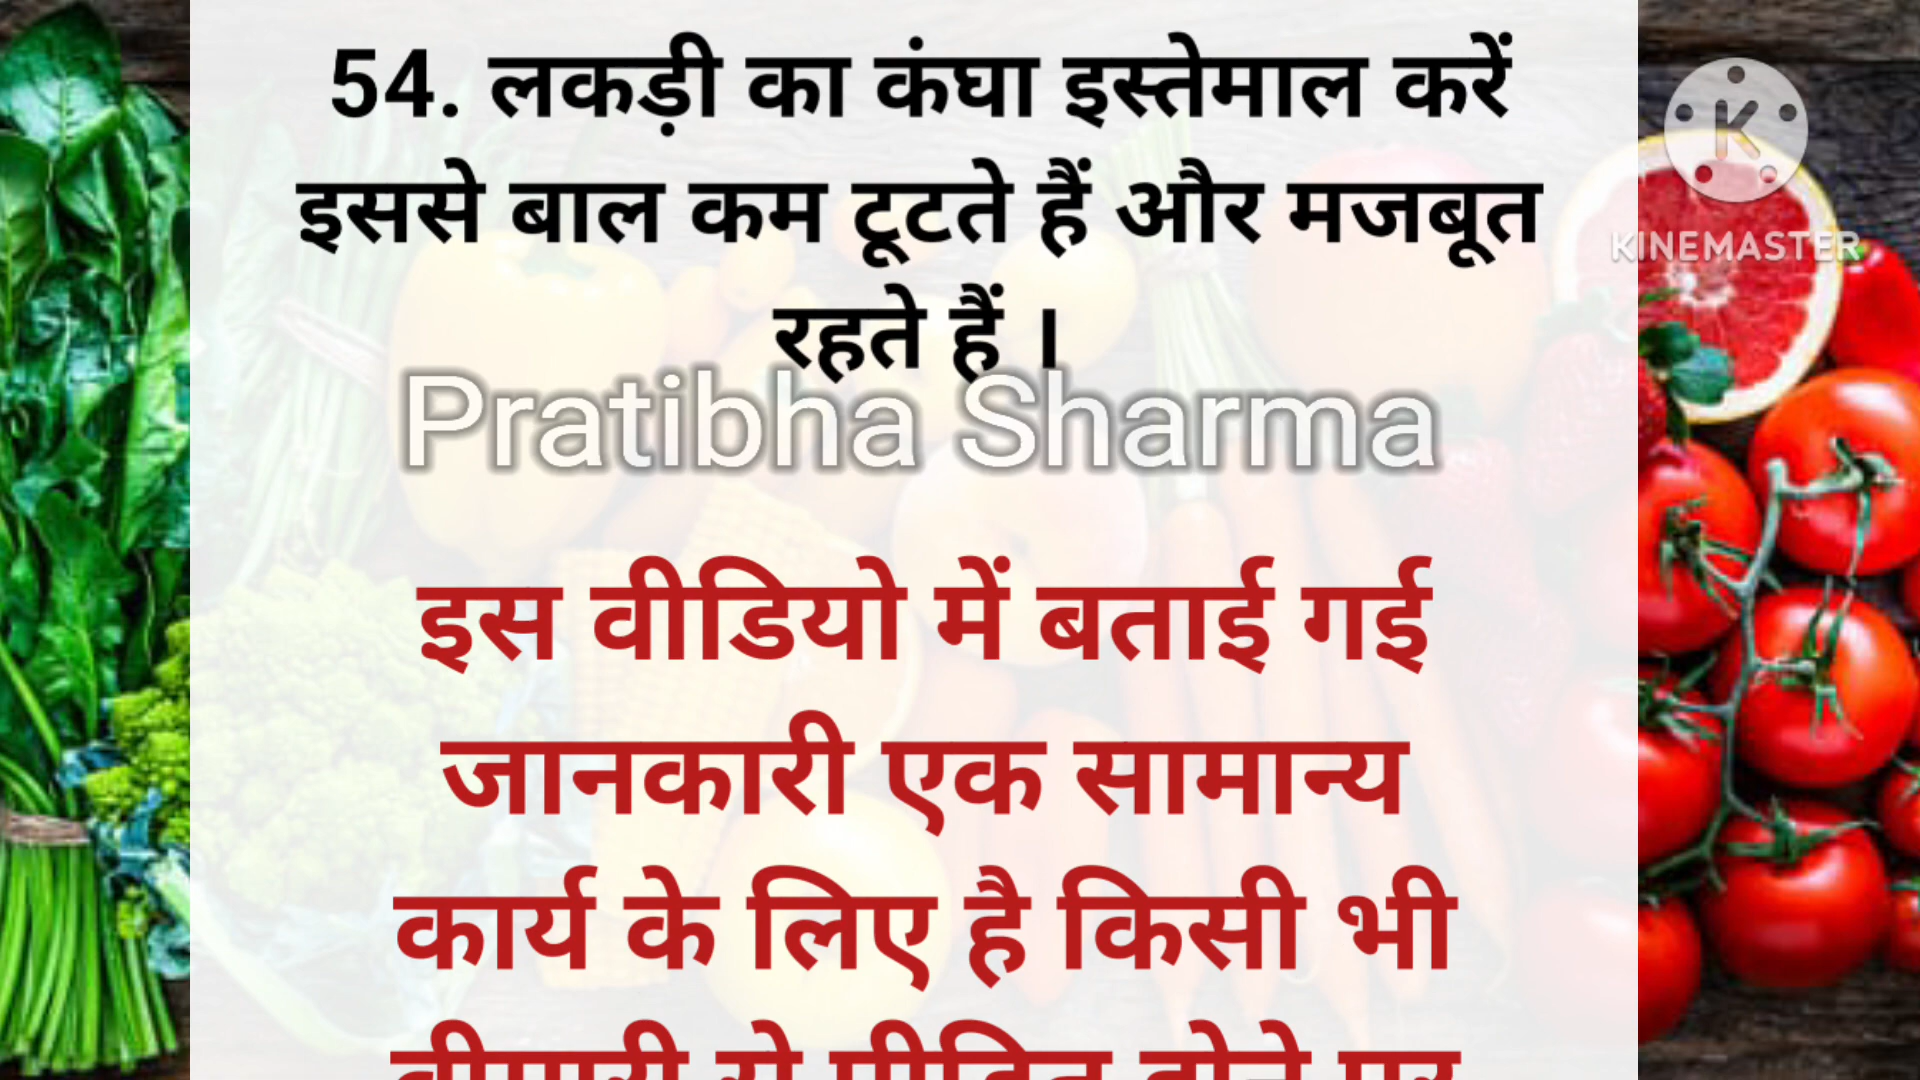 54. लकड़ी का कंघा इस्तेमाल करें
इससे बाल कम टूटते हैं और मजबूत
रहते हैं ।
Pratibha Sharma
K
KINEMASTER
इस वीडियो में बताई गई
जानकारी एक सामान्य
कार्य के लिए है किसी भी